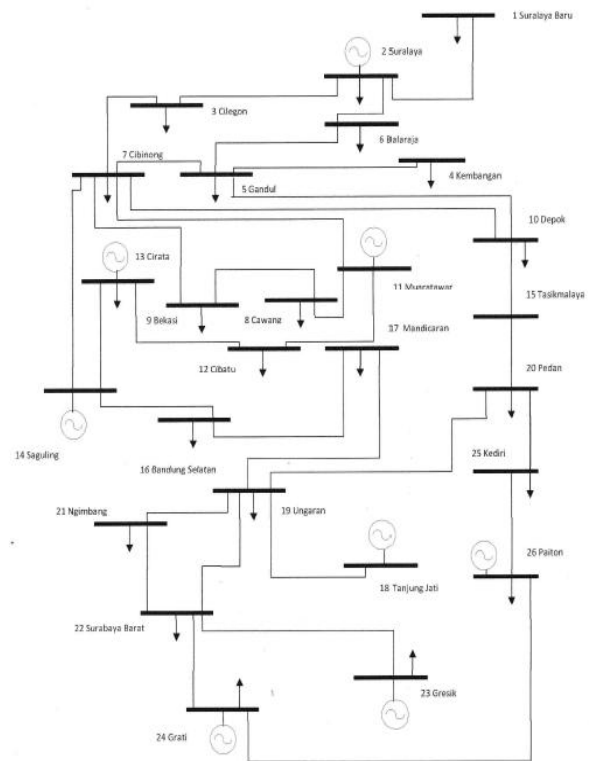 1 Suralaya Baru
2 Suralaya
3 Cilegon
6 Balaraja
7 Cibinong
4 Kembangan
5 Gandul
10 Depok
13 Cirata
11 Muaratawar
15 Tasikmalaya
9 Bekasi
8 Cawang
17 Mandicaran
12 Cibatu
20 Pedan
14 Saguling
16 Bandung Selatan
25 Kediri
21 Ngimbang
19 Ungaran
26 Paiton
18 Tanjung Jati
22 Surabaya Barat
23 Gresik
24 Grati